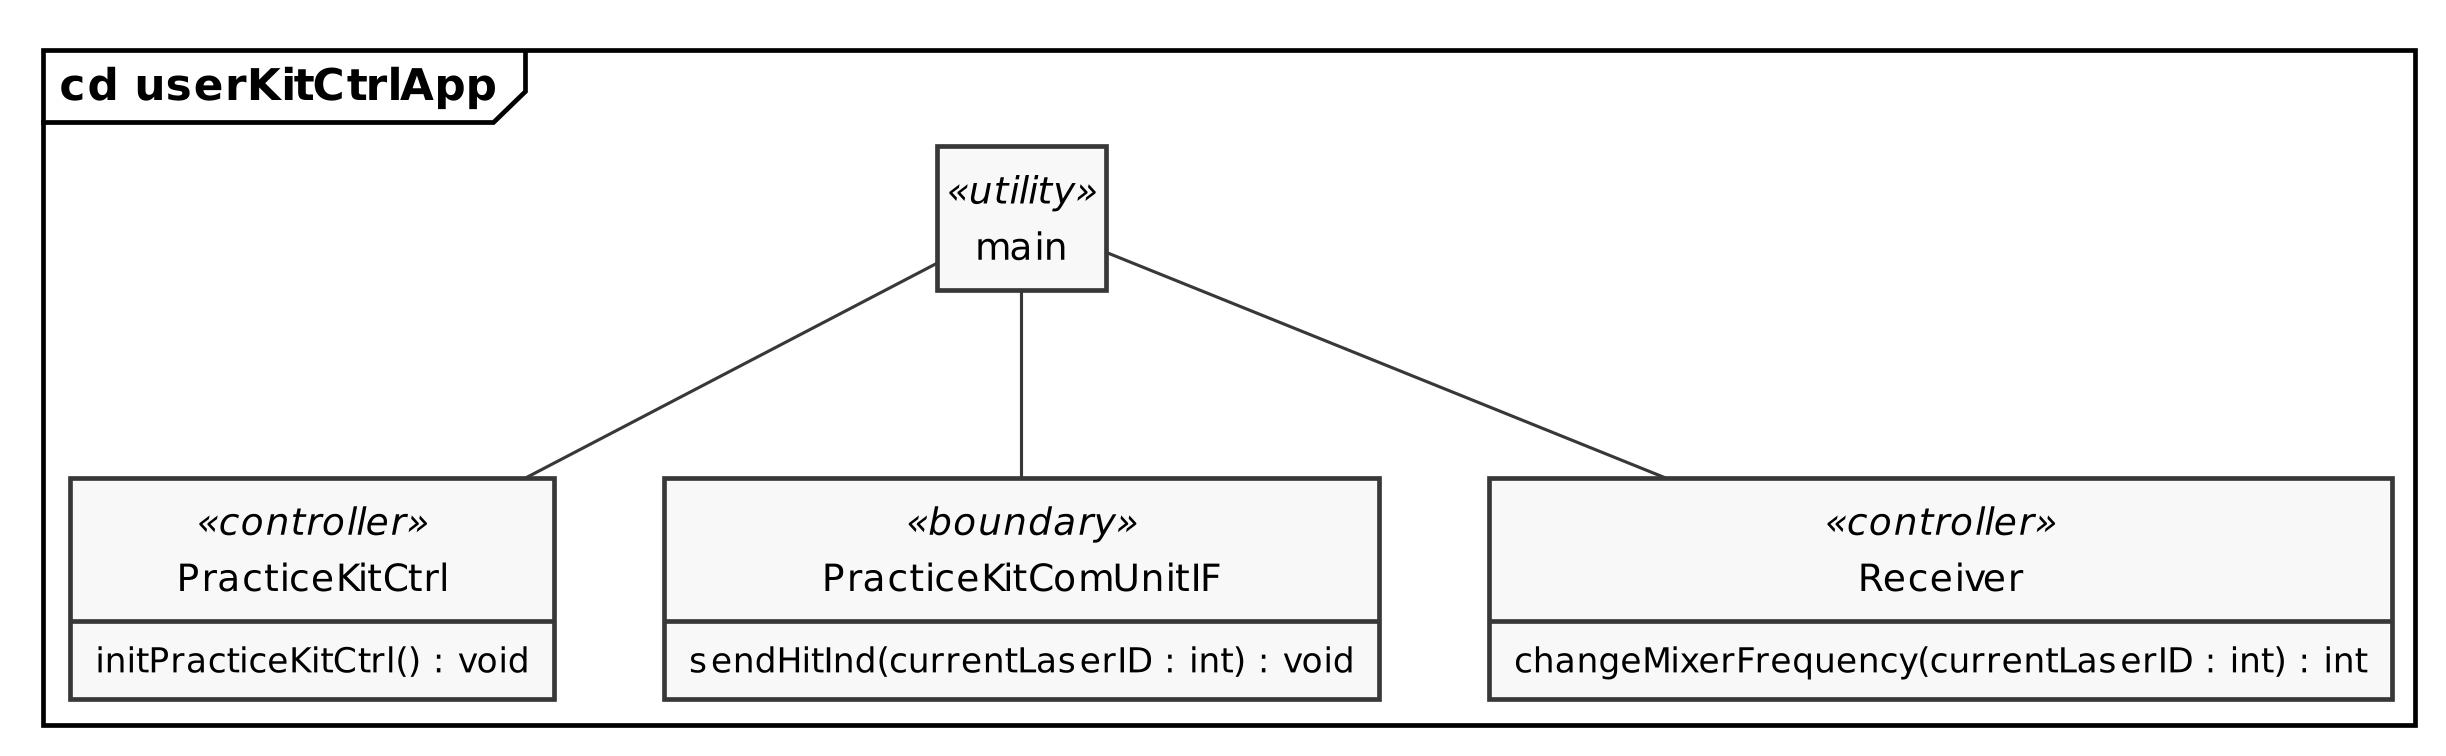 cd userKitCtrlApp
«utility»
main
«controller»
PracticeKitCtrl
initPracticeKitCtrl() : void
«boundary»
PracticeKitComUnitIF
sendHitInd(currentLaserID : int) : void
«controller»
Receiver
changeMixerFrequency(currentLaserID : int) : int